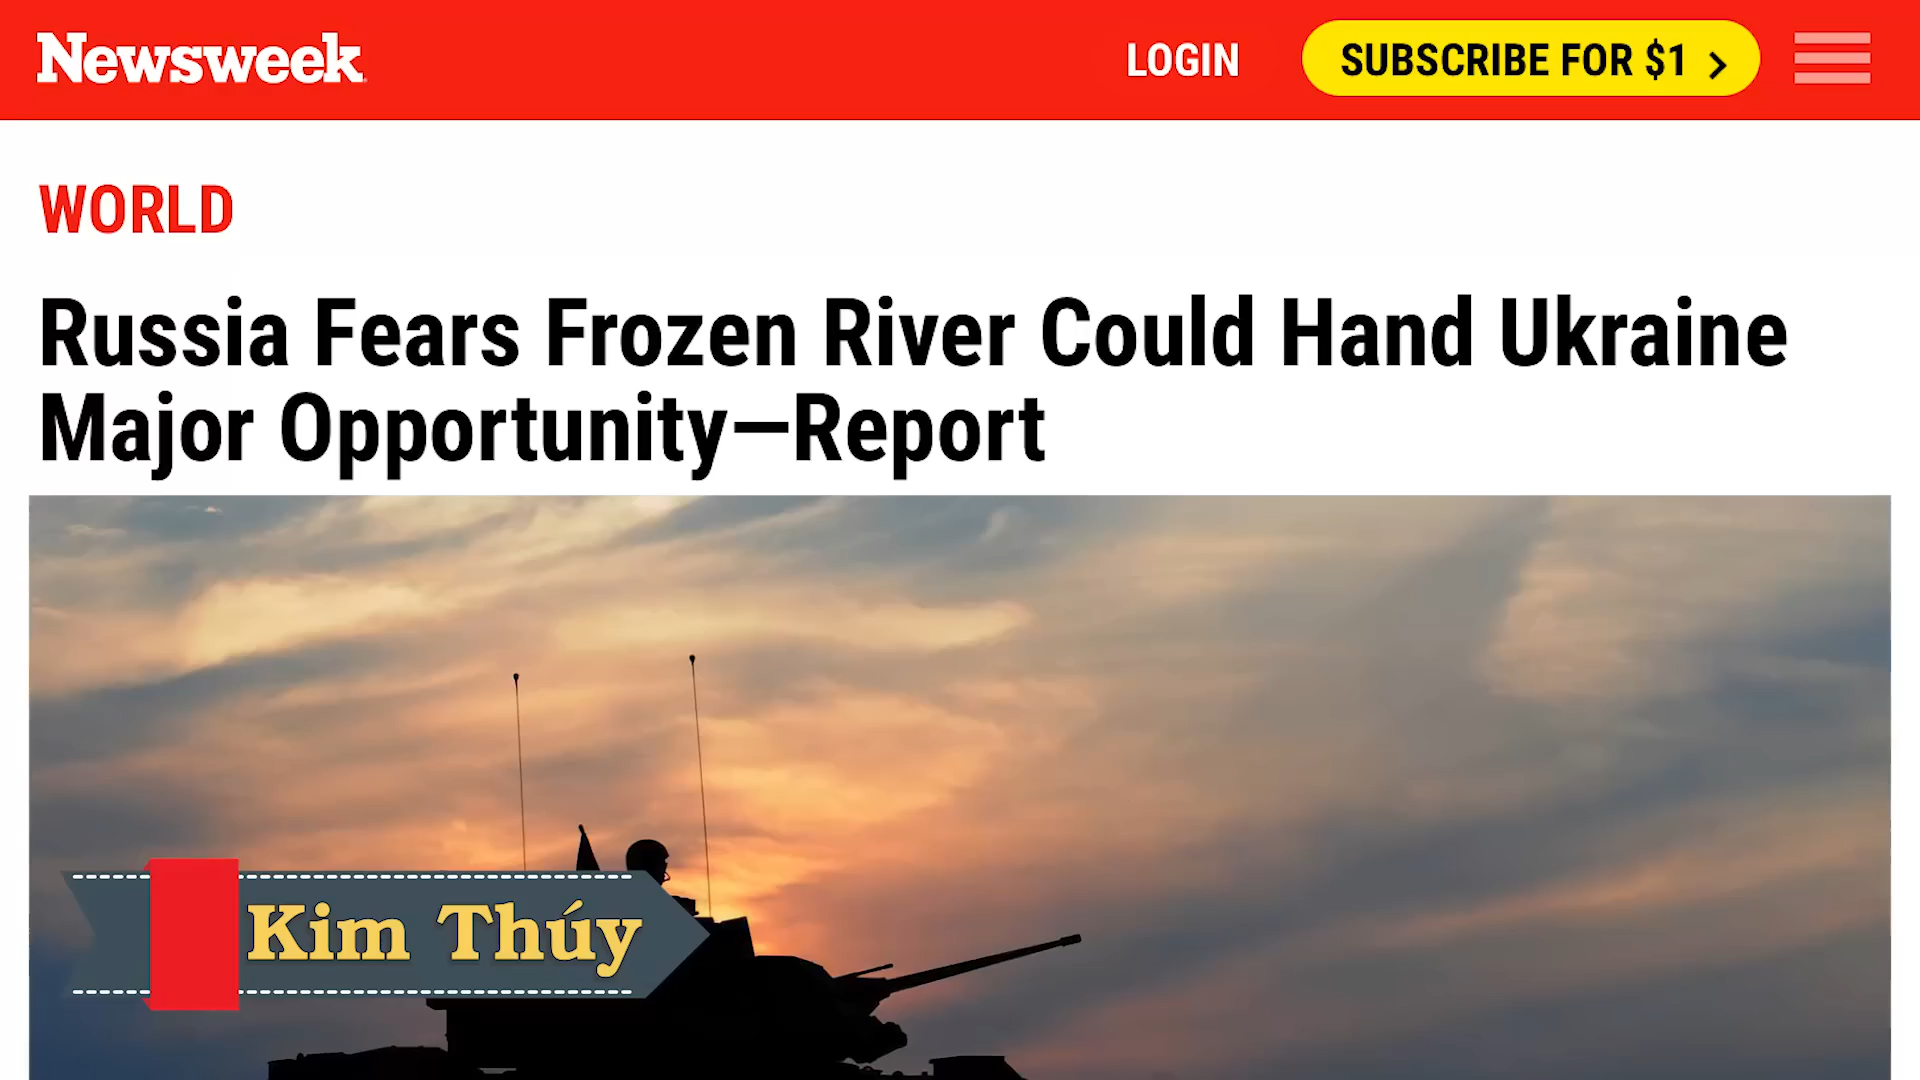 Newsweek
LOGIN
SUBSCRIBE FOR $1
WORLD
Russia Fears Frozen River Could Hand Ukraine
Major Opportunity—Report
Kim Thúy